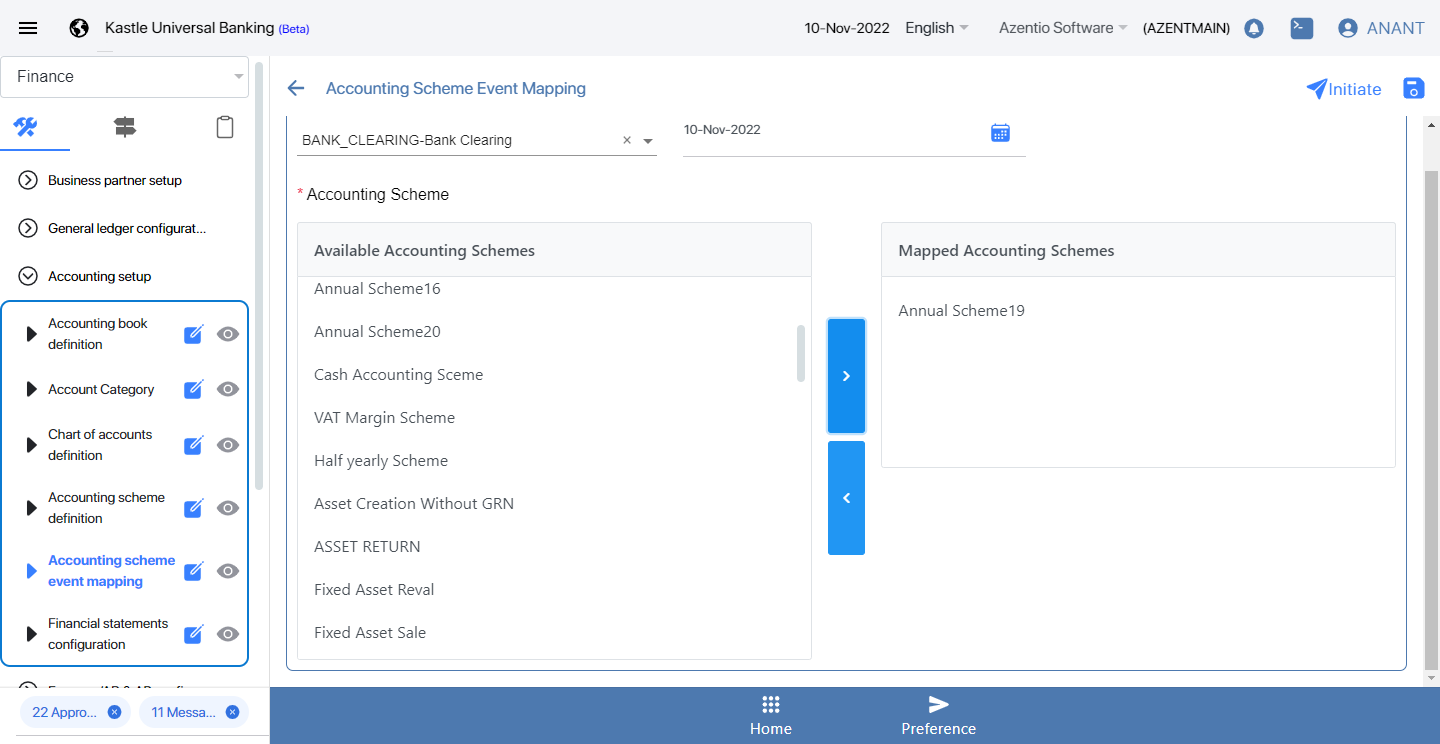 Kastle Universal Banking (Beta)
10-Nov-2022
English
Azentio Software
(AZENTMAIN)
ANANT
Finance
Business partner setup
General ledger configurat...
Accounting setup
Accounting book
definition
Account Category
Chart of accounts
definition
Accounting scheme
definition
Accounting scheme
event mapping
Financial statements
configuration
22 Appro...
11 Messa...
Accounting Scheme Event Mapping
Initiate
BANK_CLEARING-Bank Clearing
×
10-Nov-2022
* Accounting Scheme
Available Accounting Schemes
Annual Scheme16
Annual Scheme20
Cash Accounting Sceme
VAT Margin Scheme
Half yearly Scheme
Asset Creation Without GRN
ASSET RETURN
Fixed Asset Reval
Fixed Asset Sale
Mapped Accounting Schemes
Annual Scheme19
Home
Preference